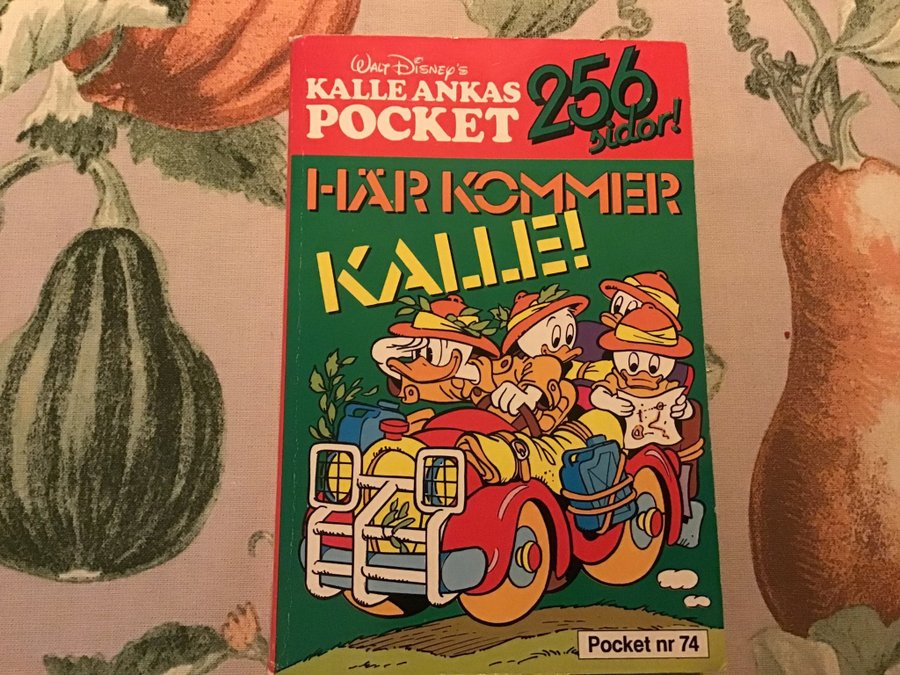 Walt Disney's
KALLE ANKAS
POCKET
256
sidor!
HÄR KOMMER
KALLE!
Pocket nr 74